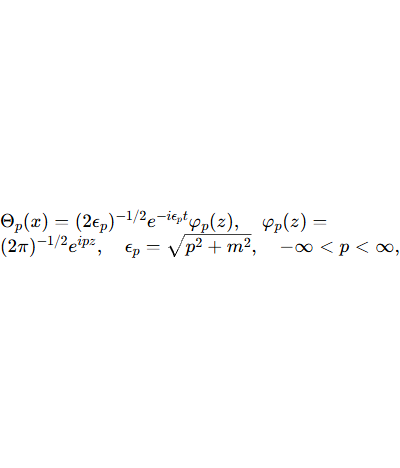 Θ_p(x) = (2ϵ_p)^{−1/2}e^{−iϵ_p t}φ_p(z),    φ_p(z) =
(2π)^{−1/2}e^{ipz},    ϵ_p = √(p^2 + m^2),    −∞ < p < ∞,